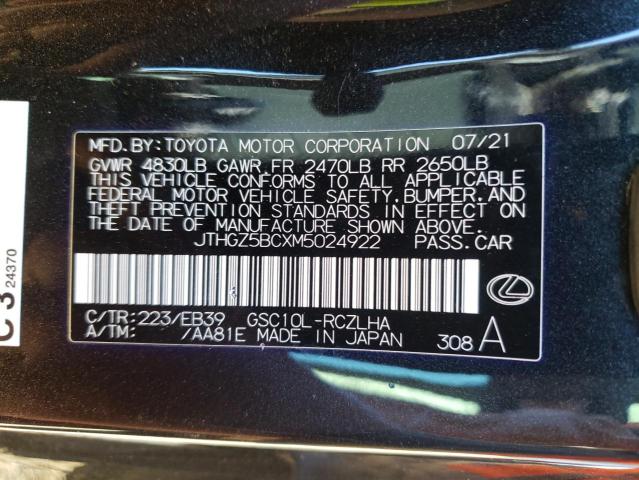 MFD.BY:TOYOTA MOTOR CORPORATION 07/21
GVWR 4830LB GAWR FR 2470LB RR 2650LB
THIS VEHICLE CONFORMS TO ALL APPLICABLE
FEDERAL MOTOR VEHICLE SAFETY,BUMPER,AND
THEFT PREVENTION STANDARDS IN EFFECT ON
THE DATE OF MANUFACTURE SHOWN ABOVE.
JTHGZ5BCXM5024922 PASS.CAR
C/TR:223/EB39 GSC10L-RCZLHA
A/TM: /AA81E MADE IN JAPAN 308 A
C 3 24370